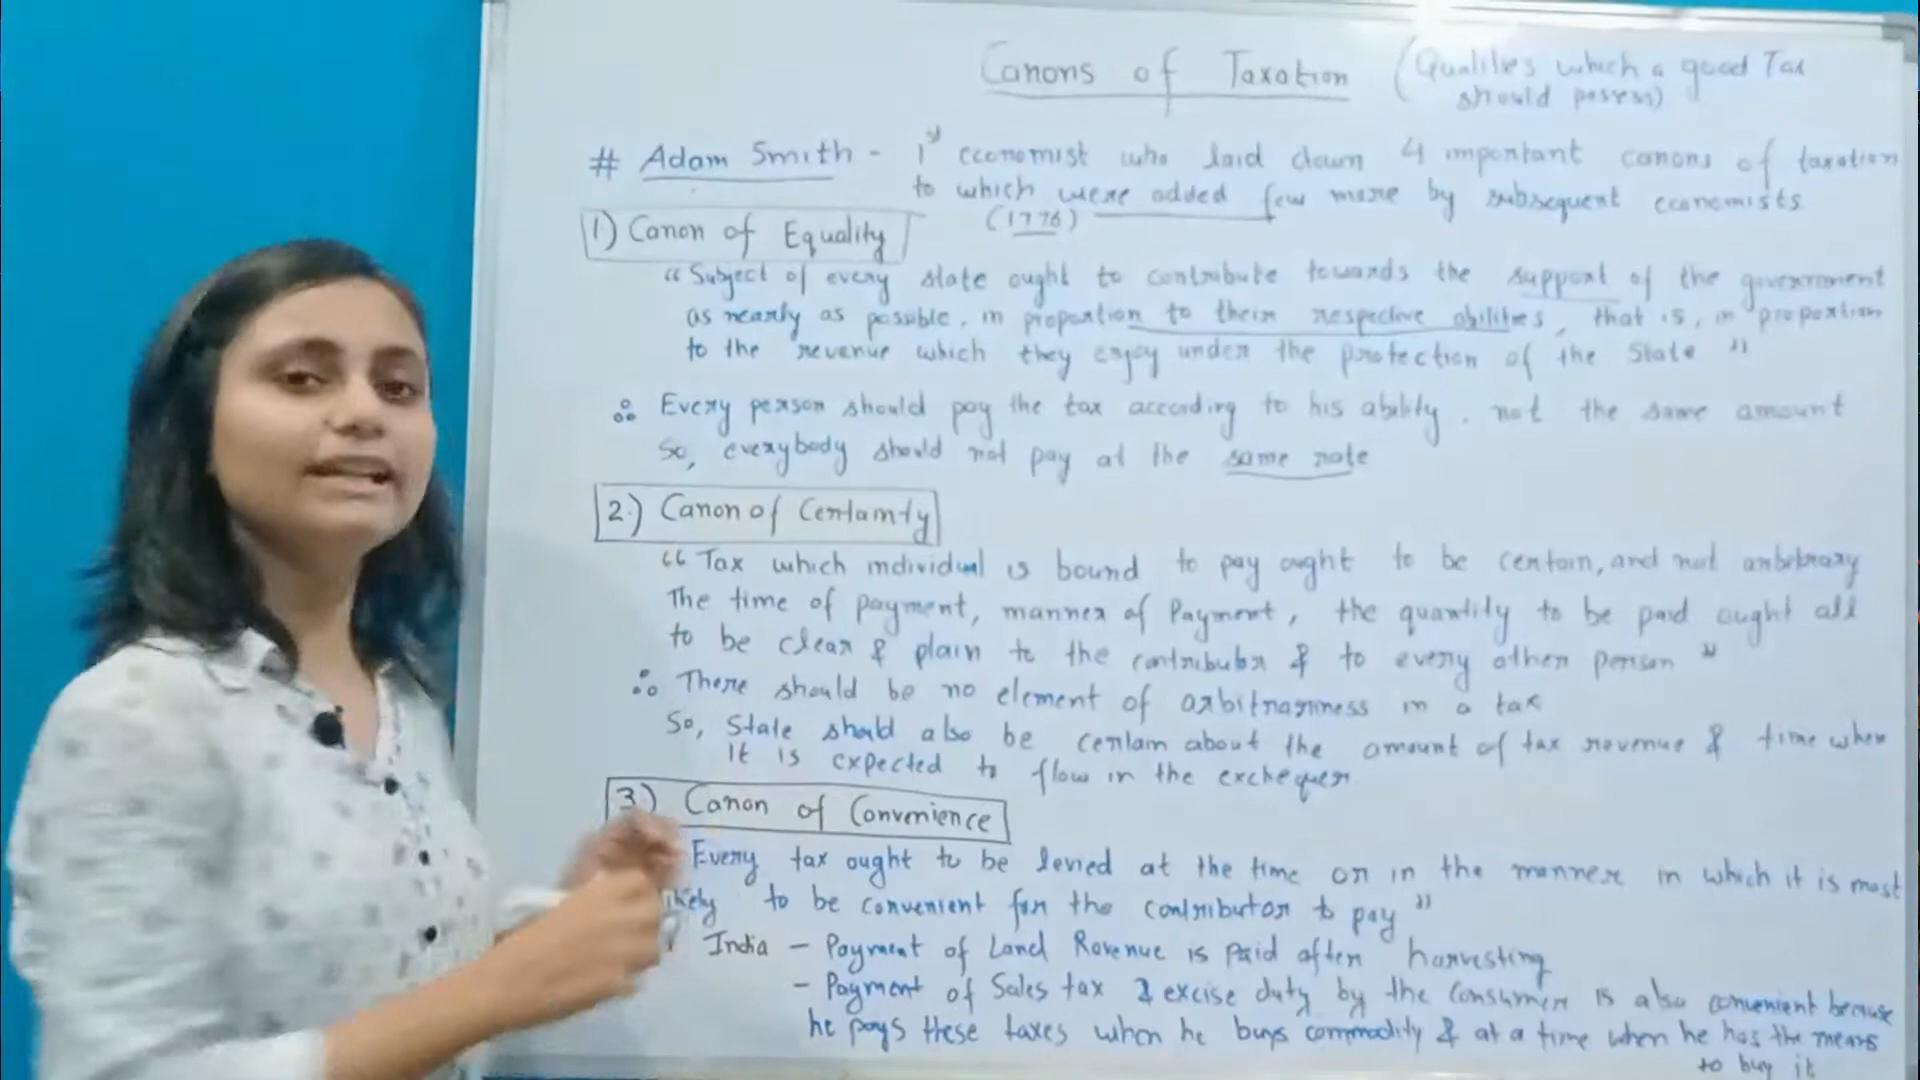 Canons of Taxation (Qualities which a good Tax
should possess)
# Adam Smith - 1st economist who laid down 4 important canons of taxation
to which were added few more by subsequent economists
(1776)
1) Canon of Equality
"Subject of every state ought to contribute towards the support of the government
as nearly as possible, in proportion to their respective abilities, that is, in proportion
to the revenue which they enjoy under the protection of the State"
∴ Every person should pay the tax according to his ability. not the same amount
So, everybody should not pay at the same rate
2.) Canon of Certainty
"Tax which individual is bound to pay ought to be certain, and not arbitrary
The time of payment, manner of Payment, the quantity to be paid ought all
to be clear & plain to the contributor & to every other person"
∴ There should be no element of arbitrariness in a tax
So, State should also be certain about the amount of tax revenue & time when
It is expected to flow in the exchequer
3) Canon of Convenience
Every tax ought to be levied at the time or in the manner in which it is most
likely to be convenient for the contributor to pay"
India - Payment of Land Revenue is paid after harvesting
- Payment of Sales tax & excise duty by the consumer is also convenient because
he pays these taxes when he buys commodity & at a time when he has the means
to buy it